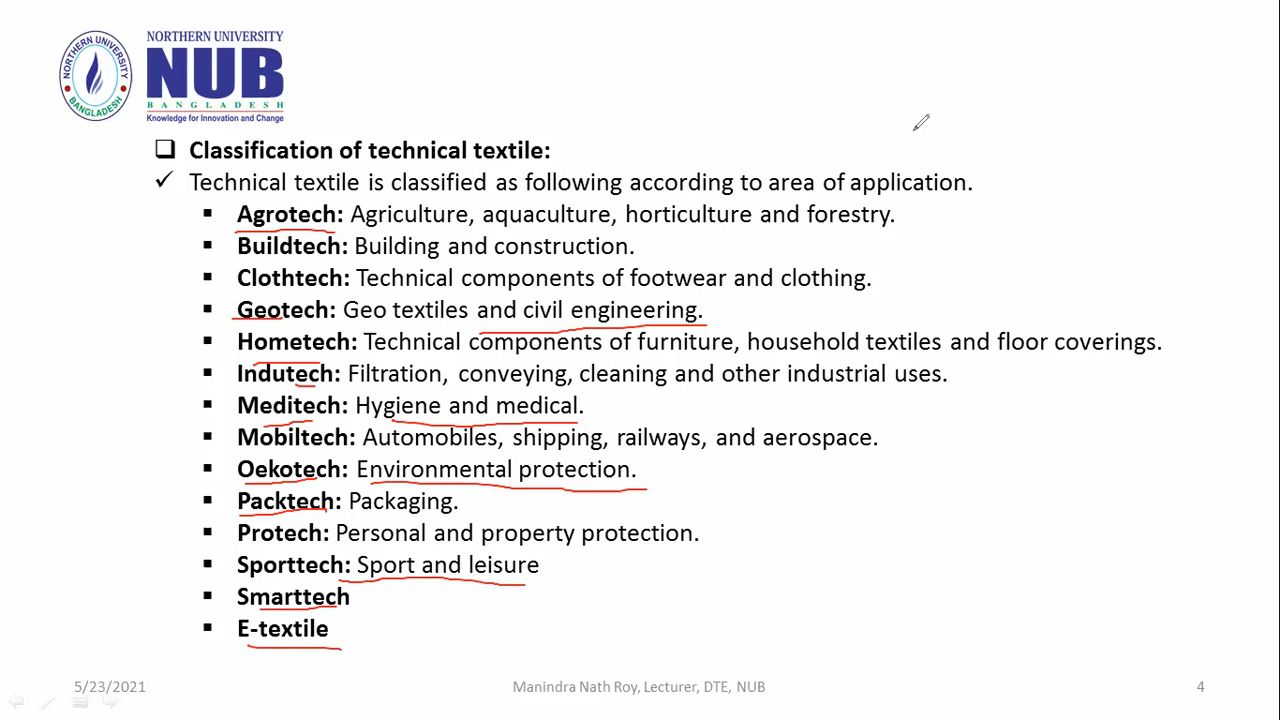 NORTHERN UNIVERSITY
BANGLADESH
NORTHERN UNIVERSITY
NUB
BANGLADESH
Knowledge for Innovation and Change
❑ Classification of technical textile:
✓ Technical textile is classified as following according to area of application.
▪ Agrotech: Agriculture, aquaculture, horticulture and forestry.
▪ Buildtech: Building and construction.
▪ Clothtech: Technical components of footwear and clothing.
▪ Geotech: Geo textiles and civil engineering.
▪ Hometech: Technical components of furniture, household textiles and floor coverings.
▪ Indutech: Filtration, conveying, cleaning and other industrial uses.
▪ Meditech: Hygiene and medical.
▪ Mobiltech: Automobiles, shipping, railways, and aerospace.
▪ Oekotech: Environmental protection.
▪ Packtech: Packaging.
▪ Protech: Personal and property protection.
▪ Sporttech: Sport and leisure
▪ Smarttech
▪ E-textile
5/23/2021 Manindra Nath Roy, Lecturer, DTE, NUB 4